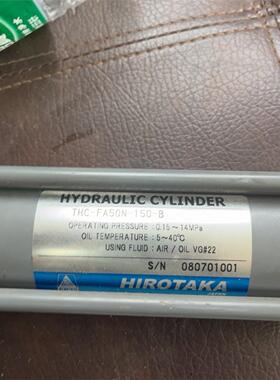 HYDRAULIC CYLINDER
THC-FA50N-150-B
OPERATING PRESSURE : 0.15~14MPa
OIL TEMPERATURE : 5~40℃
USING FLUID : AIR / OIL VG#22
S/N 080701001
HIROTAKA
JAPAN